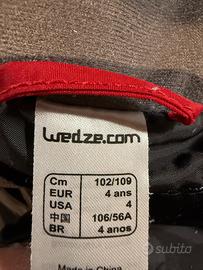 Wedze.com
Cm 102/109
EUR 4 ans
USA 4
中国 106/56A
BR 4 anos
Made in China
subito